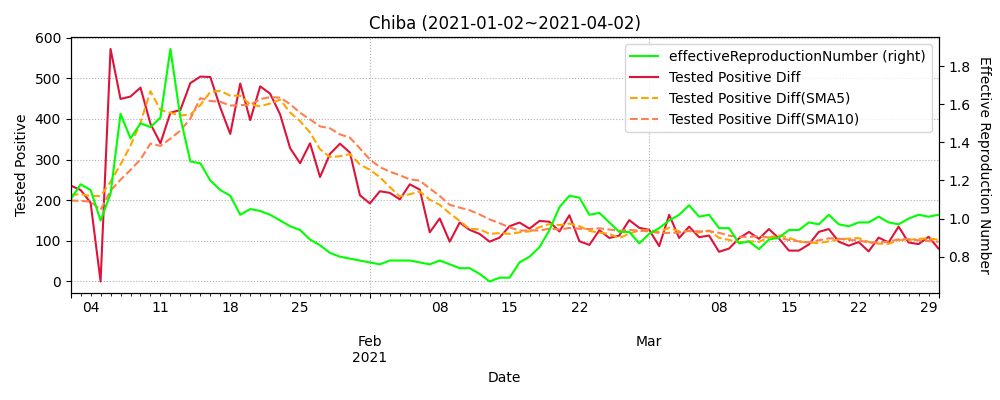 Chiba (2021-01-02~2021-04-02)
effectiveReproductionNumber (right)
Tested Positive Diff
Tested Positive Diff(SMA5)
Tested Positive Diff(SMA10)
Tested Positive
600
500
400
300
200
100
0
1.8
1.6
1.4
1.2
1.0
0.8
Effective Reproduction Number
04 11 18 25 08 15 22 08 15 22 29
Feb Mar
2021
Date